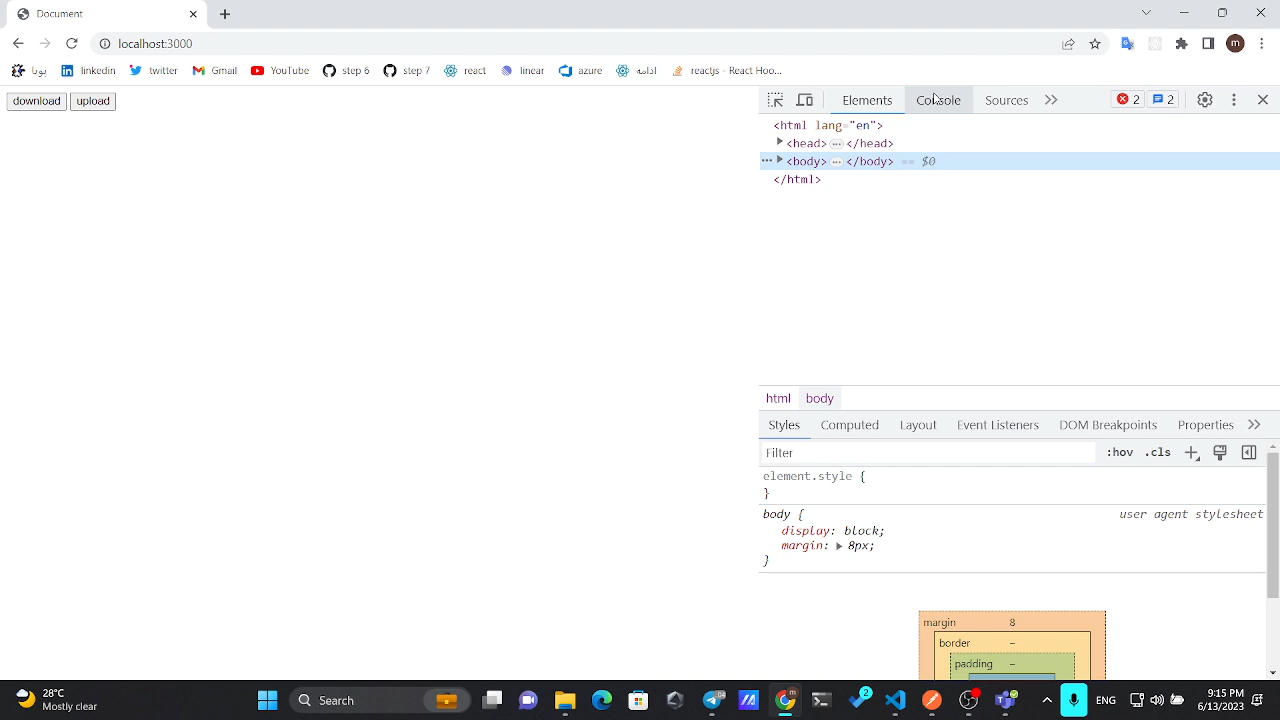 Document
localhost:3000
پویا linkedin twitter Gmail YouTube step 6 step 7 react linear azure ادامه reactjs - React Hoo...
download upload
Elements Console Sources 2 2
<html lang="en">
<head> ... </head>
... <body> ... </body> == $0
</html>
html body
Styles Computed Layout Event Listeners DOM Breakpoints Properties
Filter :hov .cls
element.style {
}
body { user agent stylesheet
display: block;
margin: 8px;
}
margin 8
border –
padding –
28°C
Mostly clear
Search
2
ENG
9:15 PM
6/13/2023